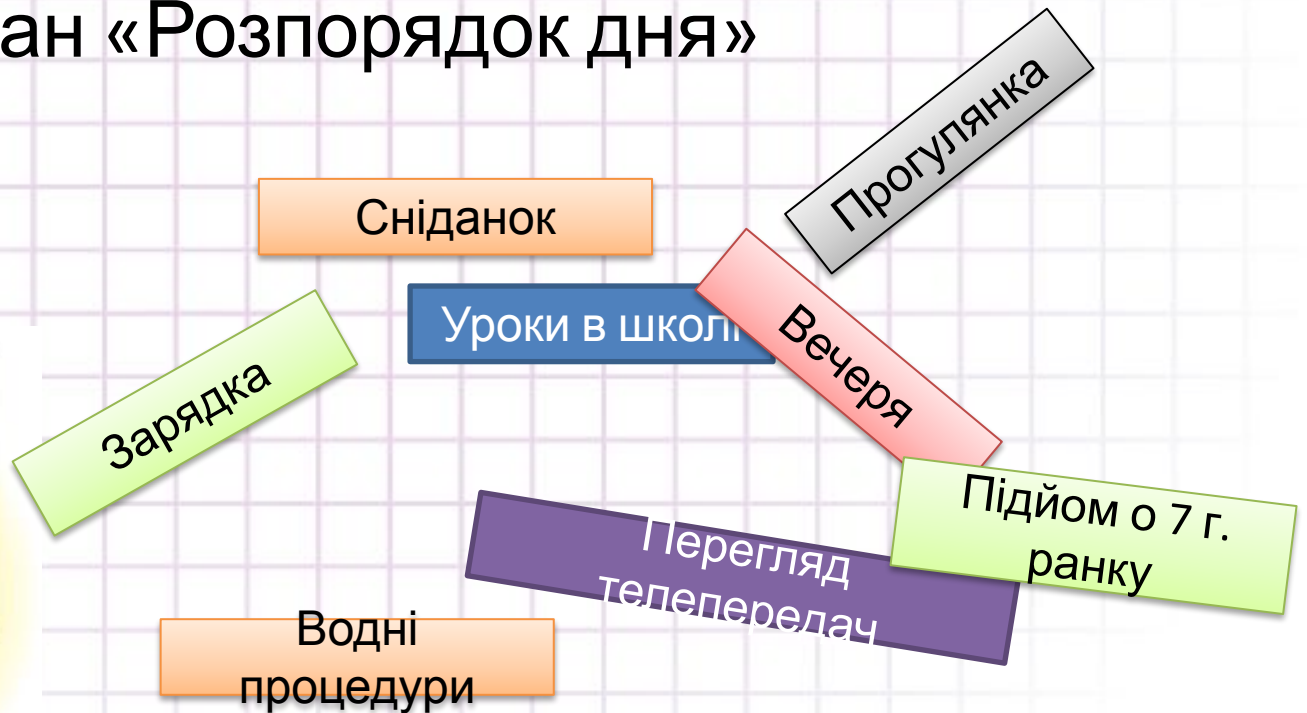 ан «Розпорядок дня»
Прогулянка
Сніданок
Уроки в школі
Вечеря
Зарядка
Підйом о 7 г.
ранку
Перегляд
телепередач
Водні
процедури